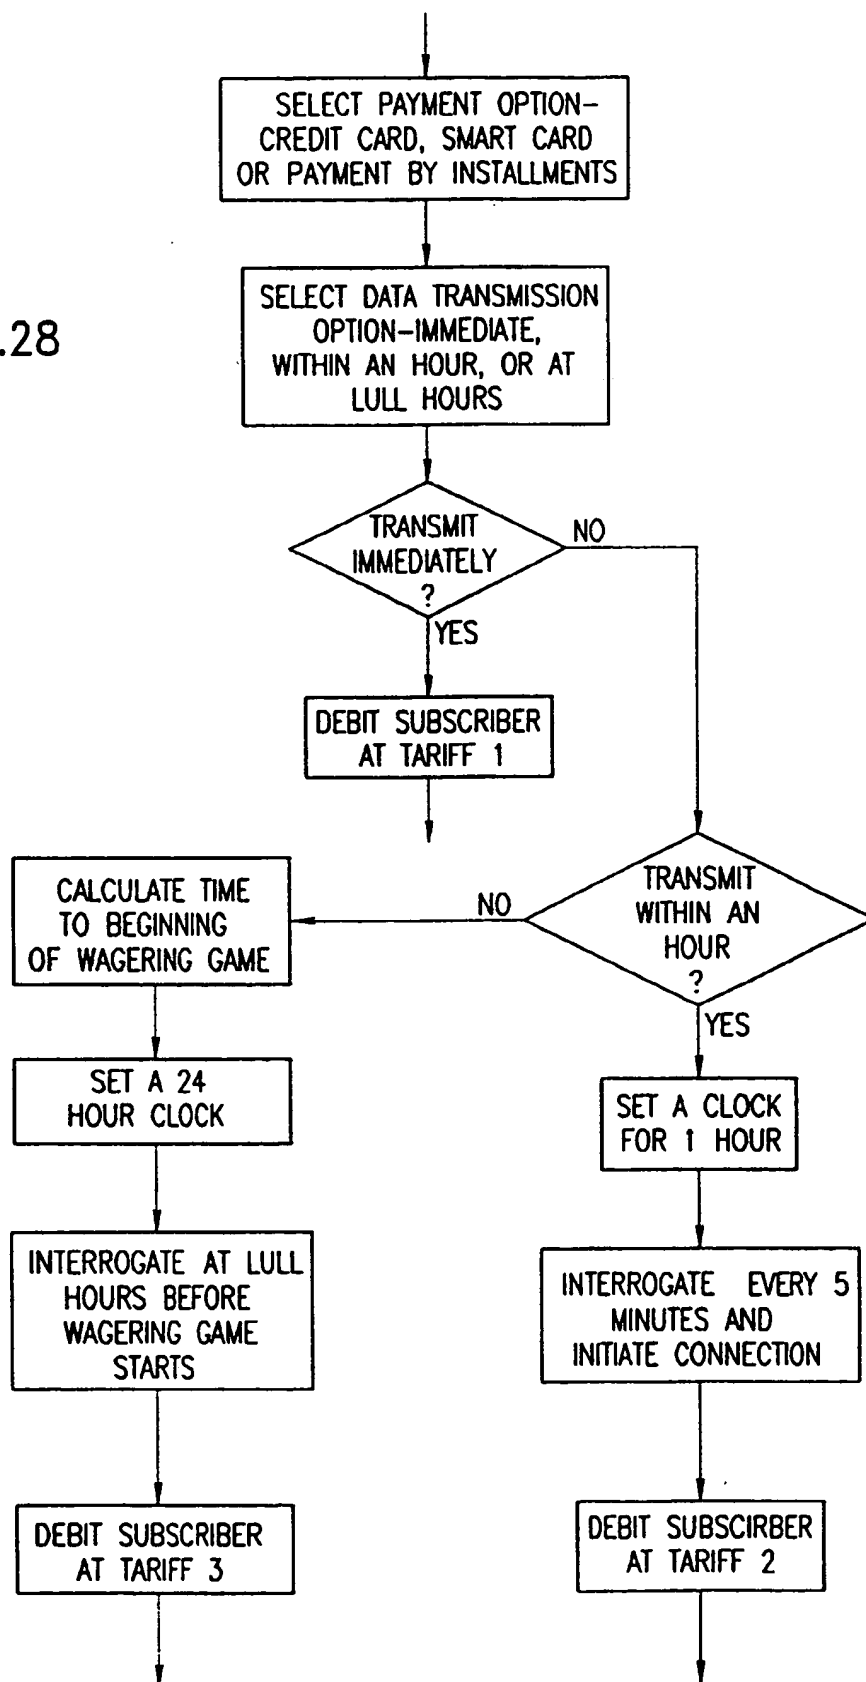 SELECT PAYMENT OPTION-
CREDIT CARD, SMART CARD
OR PAYMENT BY INSTALLMENTS
SELECT DATA TRANSMISSION
OPTION-IMMEDIATE,
WITHIN AN HOUR, OR AT
LULL HOURS
.28
TRANSMIT
IMMEDIATELY
?
NO
YES
DEBIT SUBSCRIBER
AT TARIFF 1
TRANSMIT
WITHIN AN
HOUR
?
NO
YES
CALCULATE TIME
TO BEGINNING
OF WAGERING GAME
SET A 24
HOUR CLOCK
SET A CLOCK
FOR 1 HOUR
INTERROGATE AT LULL
HOURS BEFORE
WAGERING GAME
STARTS
INTERROGATE EVERY 5
MINUTES AND
INITIATE CONNECTION
DEBIT SUBSCRIBER
AT TARIFF 3
DEBIT SUBSCIRBER
AT TARIFF 2